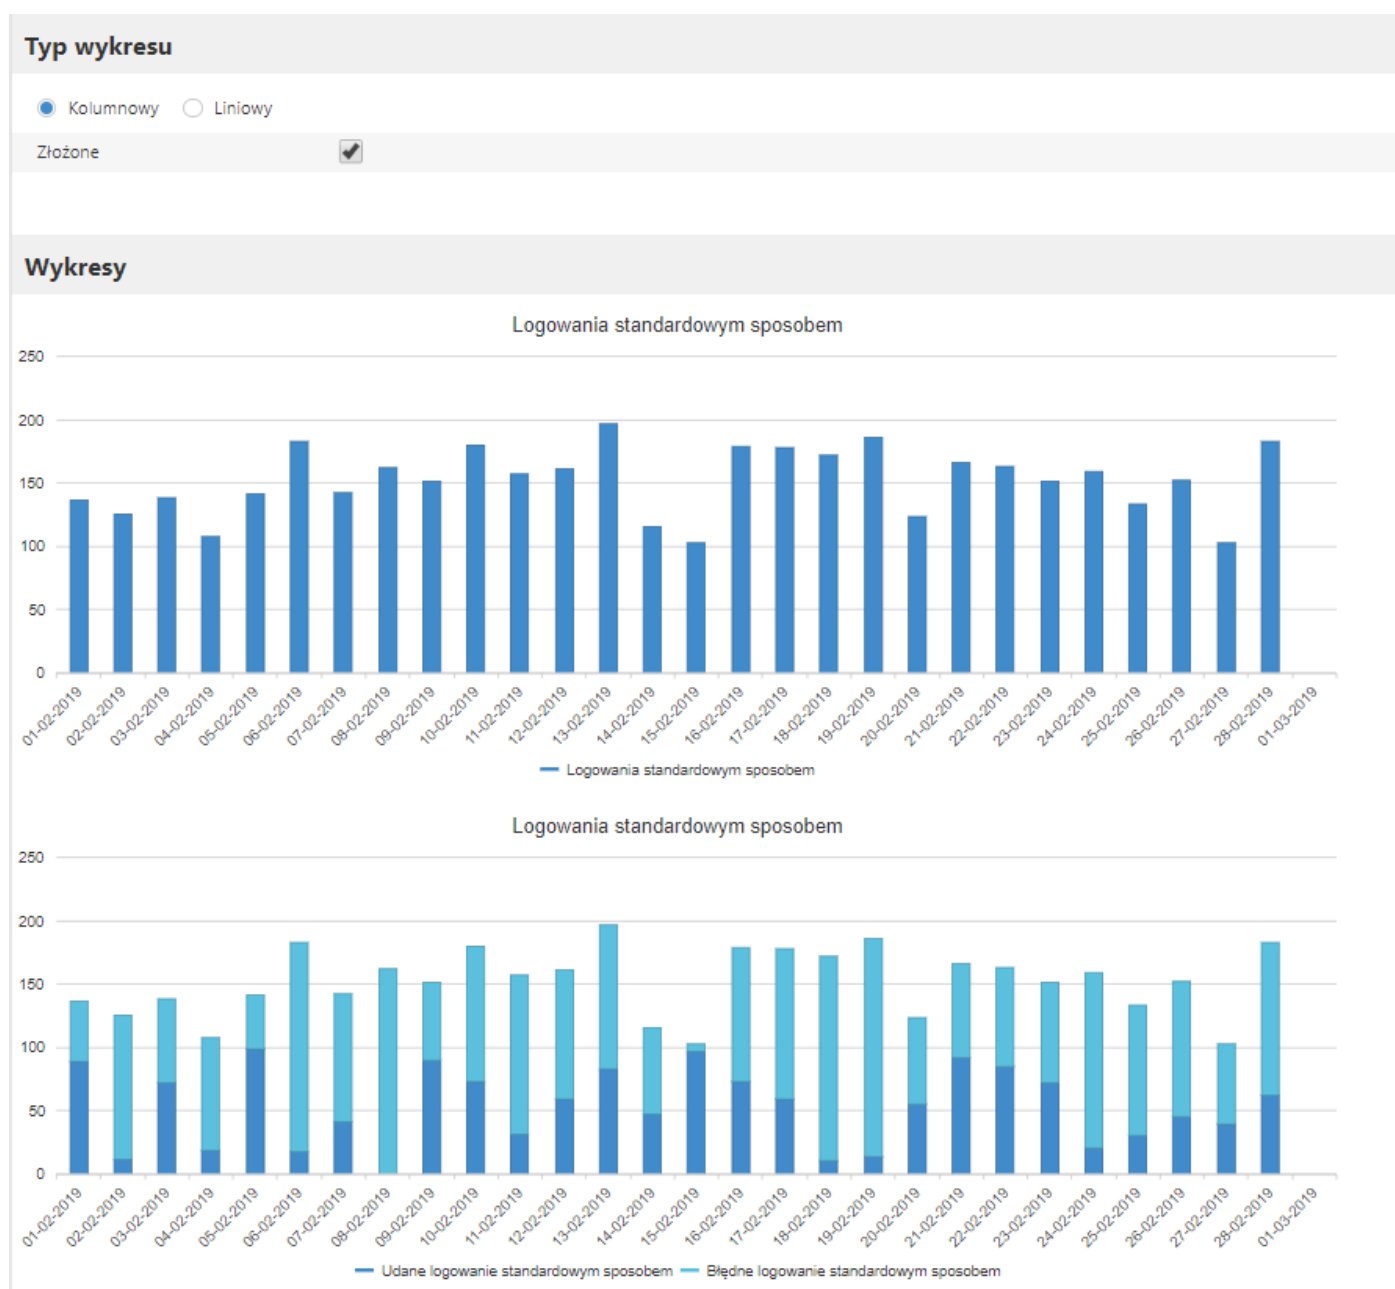 Typ wykresu
Kolumnowy Liniowy
Złożone
Wykresy
Logowania standardowym sposobem
250
200
150
100
50
0
01-02-2019 02-02-2019 03-02-2019 04-02-2019 05-02-2019 06-02-2019 07-02-2019 08-02-2019 09-02-2019 10-02-2019 11-02-2019 12-02-2019 13-02-2019 14-02-2019 15-02-2019 16-02-2019 17-02-2019 18-02-2019 19-02-2019 20-02-2019 21-02-2019 22-02-2019 23-02-2019 24-02-2019 25-02-2019 26-02-2019 27-02-2019 28-02-2019 01-03-2019
Logowania standardowym sposobem
Logowania standardowym sposobem
250
200
150
100
50
0
01-02-2019 02-02-2019 03-02-2019 04-02-2019 05-02-2019 06-02-2019 07-02-2019 08-02-2019 09-02-2019 10-02-2019 11-02-2019 12-02-2019 13-02-2019 14-02-2019 15-02-2019 16-02-2019 17-02-2019 18-02-2019 19-02-2019 20-02-2019 21-02-2019 22-02-2019 23-02-2019 24-02-2019 25-02-2019 26-02-2019 27-02-2019 28-02-2019 01-03-2019
Udane logowanie standardowym sposobem Błędne logowanie standardowym sposobem